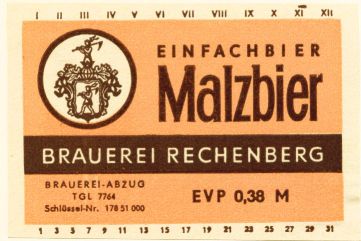 I II III IV V VI VII VIII IX X XI XII
EINFACHBIER
Malzbier
BRAUEREI RECHENBERG
BRAUEREI-ABZUG
TGL 7764
Schlüssel-Nr. 178 51 000
EVP 0,38 M
1 3 5 7 9 11 13 15 17 19 21 23 25 27 29 31